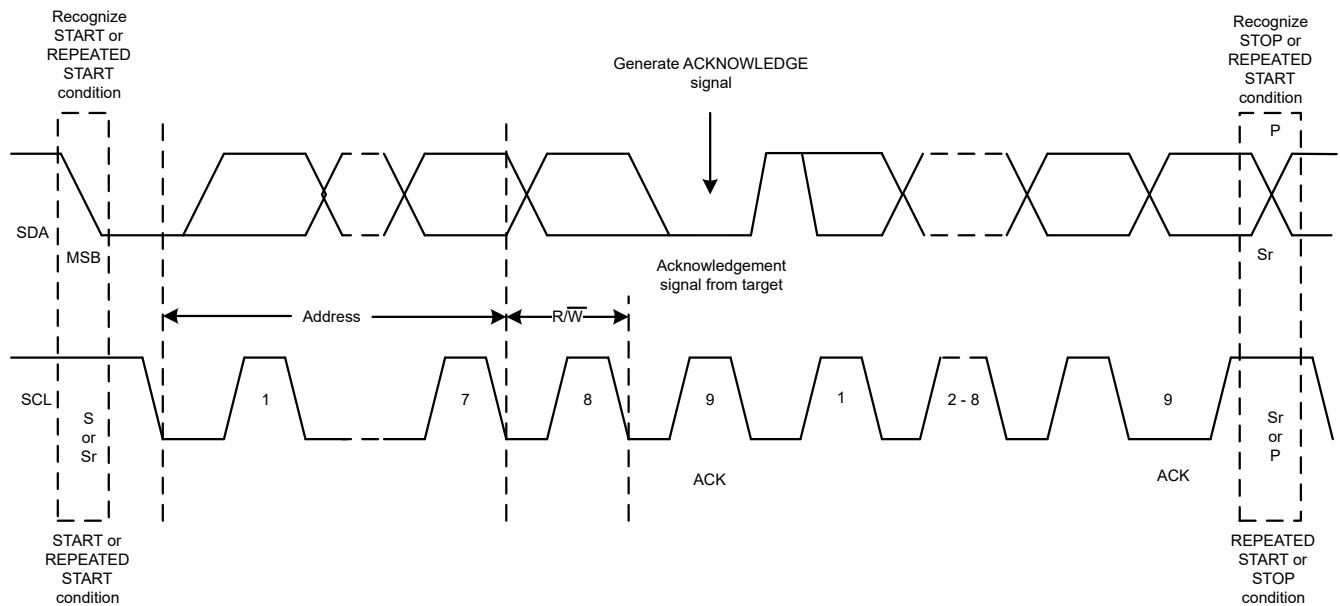 Recognize
START or
REPEATED
START
condition
Generate ACKNOWLEDGE
signal
Recognize
STOP or
REPEATED
START
condition
P
SDA
MSB
Acknowledgement
signal from target
Sr
Address
R/W̅
SCL
S
or
Sr
1
7
8
9
1
2 - 8
9
Sr
or
P
ACK
ACK
START or
REPEATED
START
condition
REPEATED
START or
STOP
condition